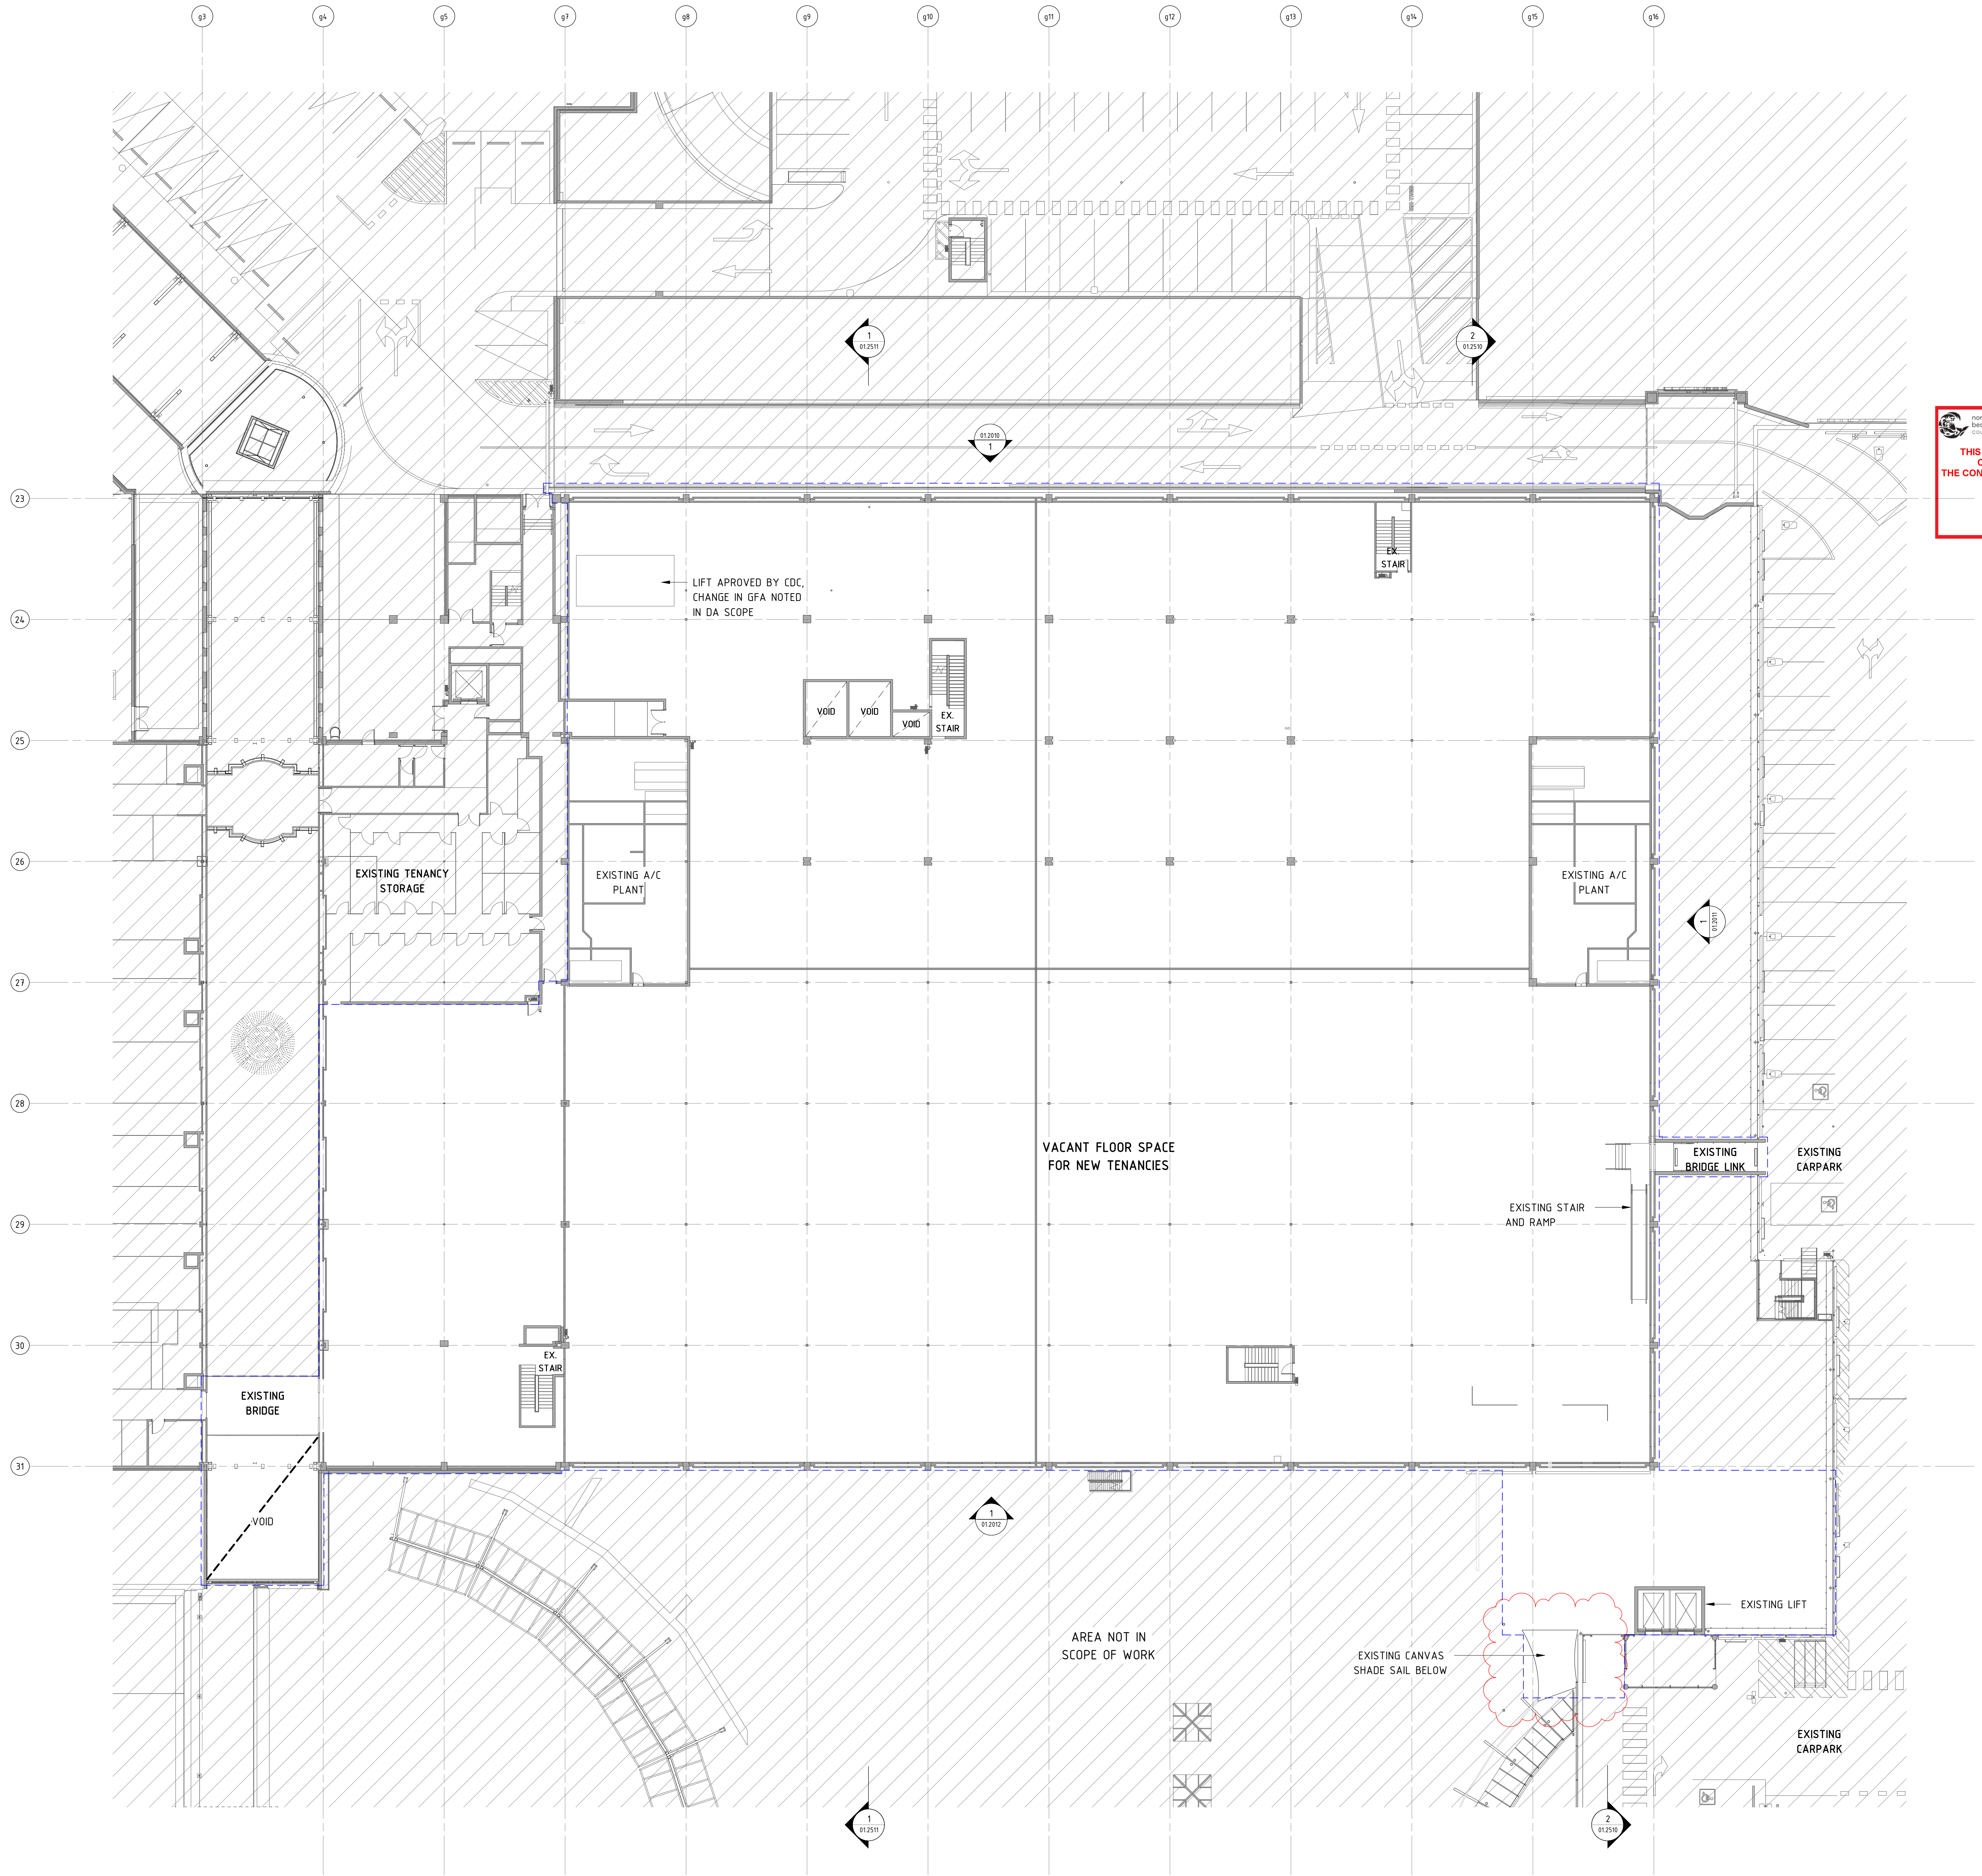 g3 g4 g5 g7 g8 g9 g10 g11 g12 g13 g14 g15 g16
1
01.2511
2
01.2510
01.2010
1
THIS
THE CON
23
EX.
STAIR
LIFT APROVED BY CDC,
CHANGE IN GFA NOTED
IN DA SCOPE
24
VOID
VOID
VOID
EX.
STAIR
25
26
EXISTING TENANCY
STORAGE
EXISTING A/C
PLANT
EXISTING A/C
PLANT
1
01.2011
27
28
VACANT FLOOR SPACE
FOR NEW TENANCIES
EXISTING
BRIDGE LINK
EXISTING
CARPARK
EXISTING STAIR
AND RAMP
29
30
EX.
STAIR
EXISTING
BRIDGE
31
VOID
1
01.2012
EXISTING LIFT
AREA NOT IN
SCOPE OF WORK
EXISTING CANVAS
SHADE SAIL BELOW
EXISTING
CARPARK
1
01.2511
2
01.2510